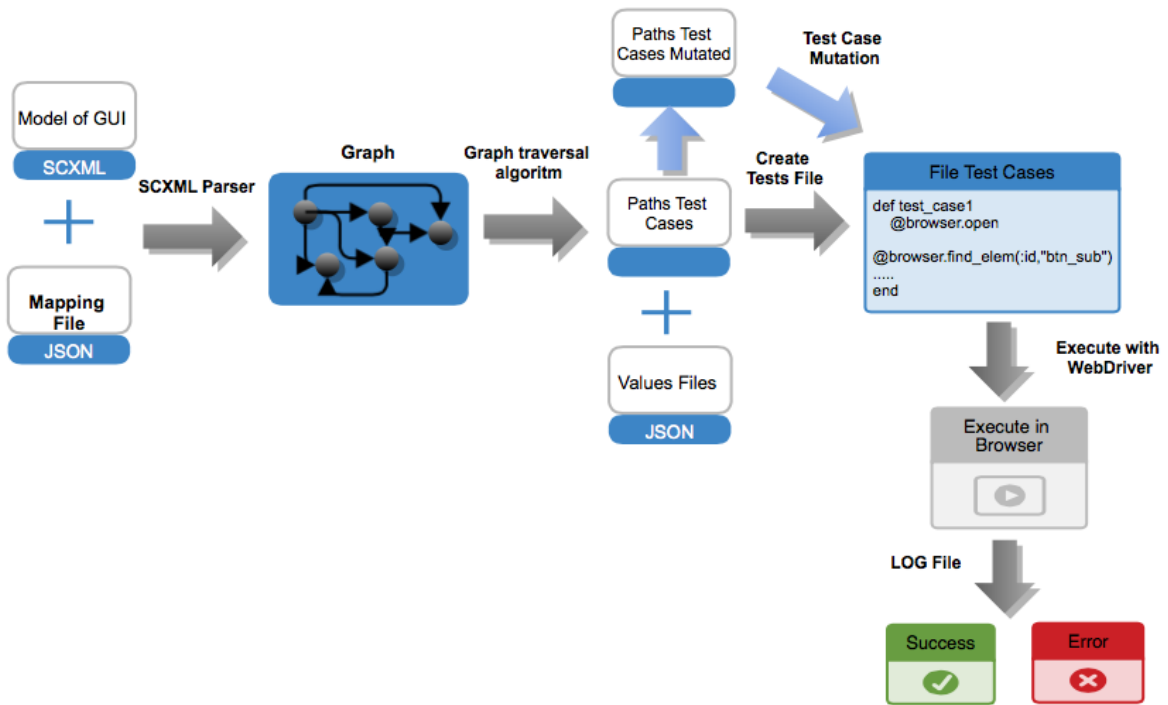 Model of GUI
SCXML
Mapping
File
JSON
SCXML Parser
Graph
Graph traversal
algoritm
Paths Test
Cases Mutated
Paths Test
Cases
Values Files
JSON
Test Case
Mutation
Create
Tests File
File Test Cases
def test_case1
@browser.open
@browser.find_elem(:id,"btn_sub")
.....
end
Execute with
WebDriver
Execute in
Browser
LOG File
Success
Error